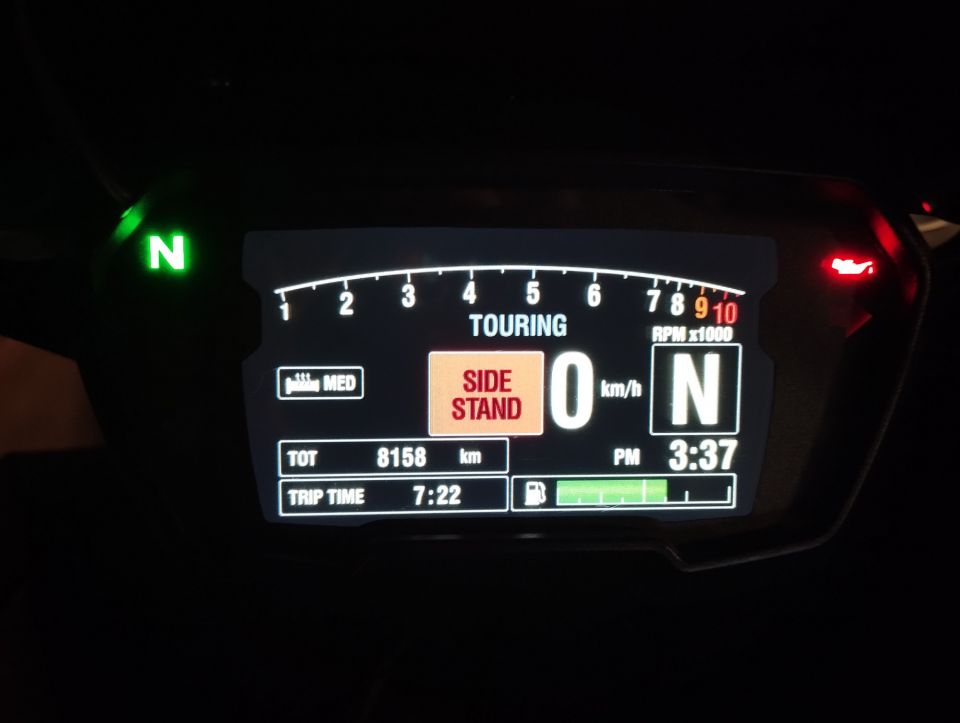 N
1 2 3 4 5 6 7 8 9 10
TOURING
RPM x1000
MED
SIDE
STAND
0 km/h
N
TOT 8158 km
PM 3:37
TRIP TIME 7:22